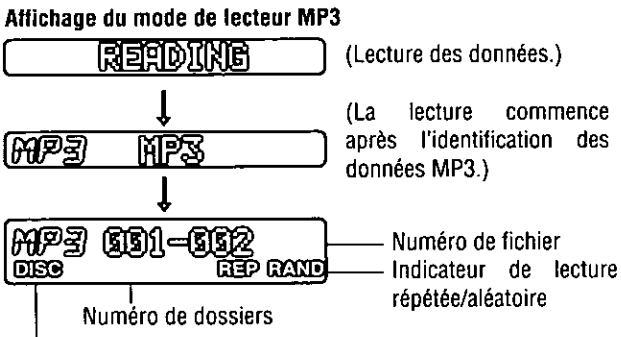 Affichage du mode de lecteur MP3
READING
(Lecture des données.)
(La lecture commence
après l'identification des
données MP3.)
MP3 MP3
MP3 001-002
DISC REP RAND
Numéro de fichier
Indicateur de lecture
répétée/aléatoire
Numéro de dossiers